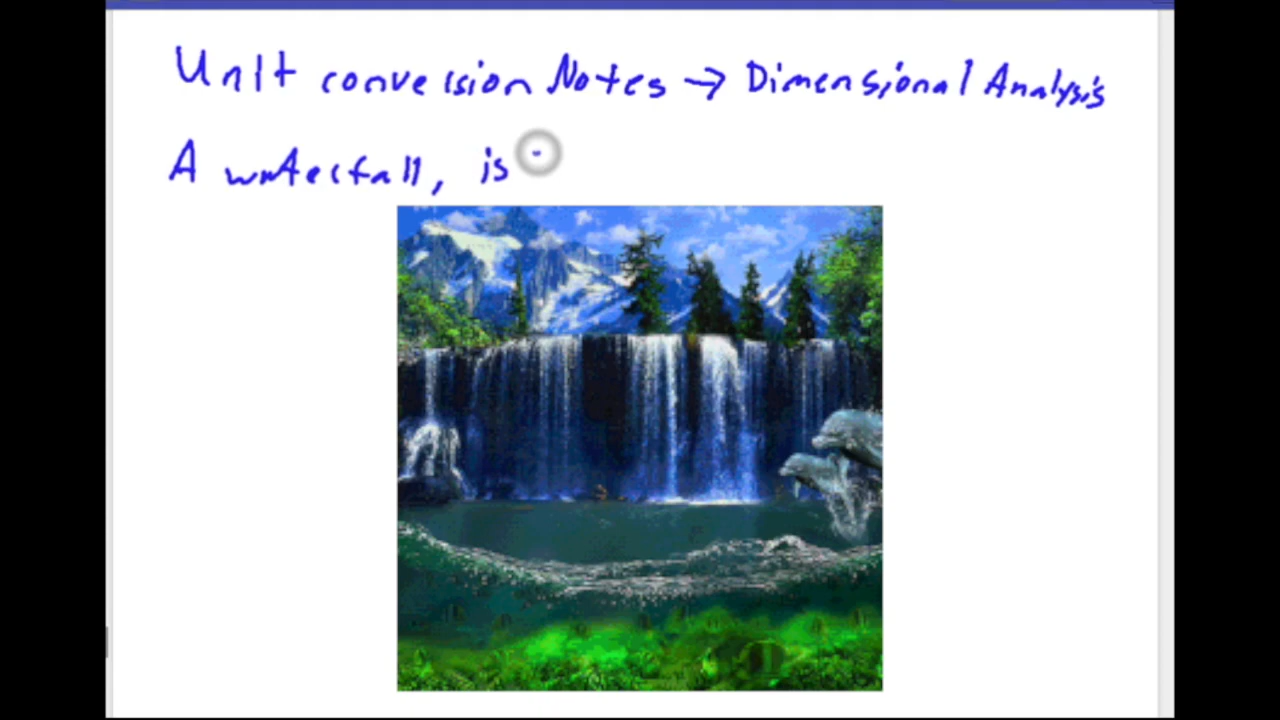 Unit conversion Notes → Dimensional Analysis
A waterfall, is